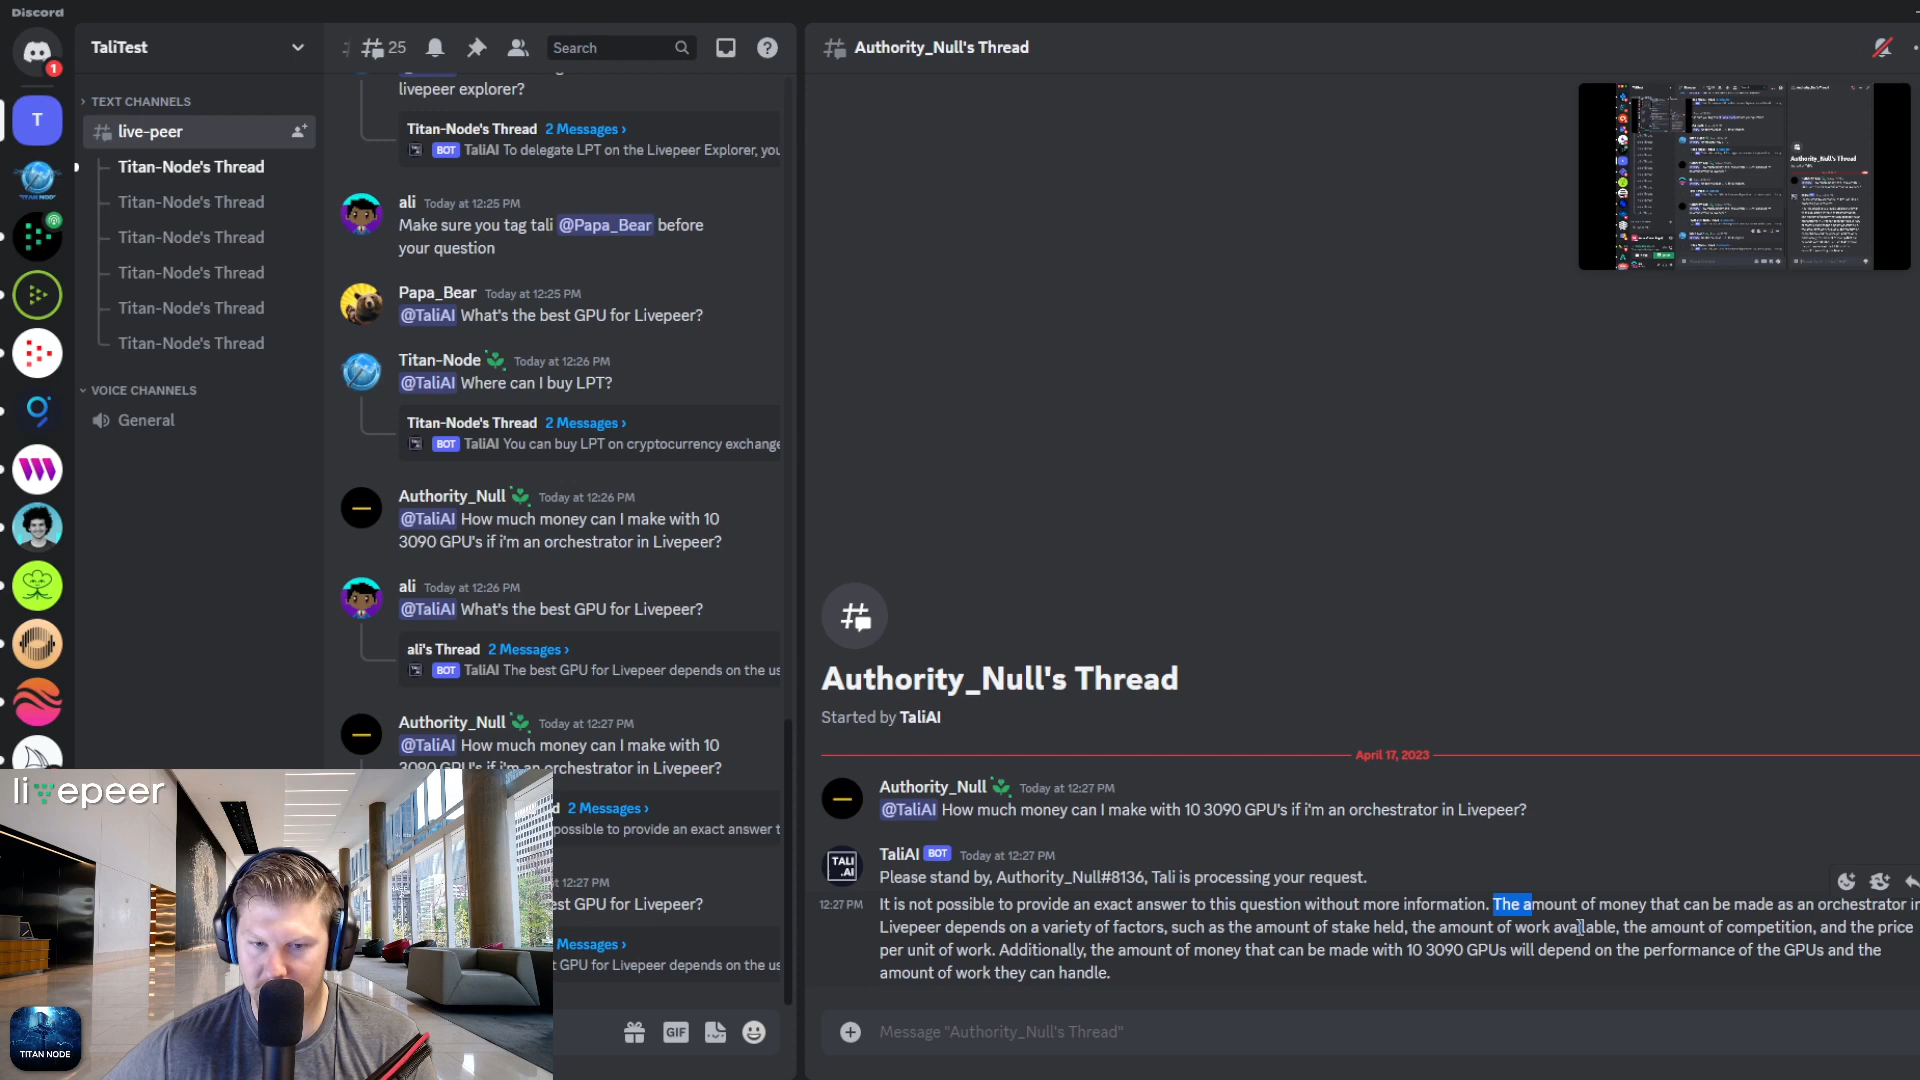 Discord
TaliTest
25
Search
Authority_Null's Thread
1
T
TEXT CHANNELS
live-peer
Titan-Node's Thread
Titan-Node's Thread
Titan-Node's Thread
Titan-Node's Thread
Titan-Node's Thread
Titan-Node's Thread
VOICE CHANNELS
General
livepeer explorer?
Titan-Node's Thread 2 Messages ›
BOT TaliAI To delegate LPT on the Livepeer Explorer, you
ali Today at 12:25 PM
Make sure you tag tali @Papa_Bear before
your question
Papa_Bear Today at 12:25 PM
@TaliAI What's the best GPU for Livepeer?
Titan-Node Today at 12:26 PM
@TaliAI Where can I buy LPT?
Titan-Node's Thread 2 Messages ›
BOT TaliAI You can buy LPT on cryptocurrency exchange
Authority_Null Today at 12:26 PM
@TaliAI How much money can I make with 10
3090 GPU's if i'm an orchestrator in Livepeer?
ali Today at 12:26 PM
@TaliAI What's the best GPU for Livepeer?
ali's Thread 2 Messages ›
BOT TaliAI The best GPU for Livepeer depends on the us
Authority_Null Today at 12:27 PM
@TaliAI How much money can I make with 10
3090 GPU's if i'm an orchestrator in Livepeer?
d 2 Messages ›
possible to provide an exact answer t
t 12:27 PM
est GPU for Livepeer?
Messages ›
t GPU for Livepeer depends on the us
GIF
livepeer
TITAN NODE
Authority_Null's Thread
Authority_Null's Thread
Started by TaliAI
April 17, 2023
Authority_Null Today at 12:27 PM
@TaliAI How much money can I make with 10 3090 GPU's if i'm an orchestrator in Livepeer?
TALI
.AI
TaliAI BOT Today at 12:27 PM
Please stand by, Authority_Null#8136, Tali is processing your request.
12:27 PM It is not possible to provide an exact answer to this question without more information. The amount of money that can be made as an orchestrator in
Livepeer depends on a variety of factors, such as the amount of stake held, the amount of work available, the amount of competition, and the price
per unit of work. Additionally, the amount of money that can be made with 10 3090 GPUs will depend on the performance of the GPUs and the
amount of work they can handle.
Message "Authority_Null's Thread"